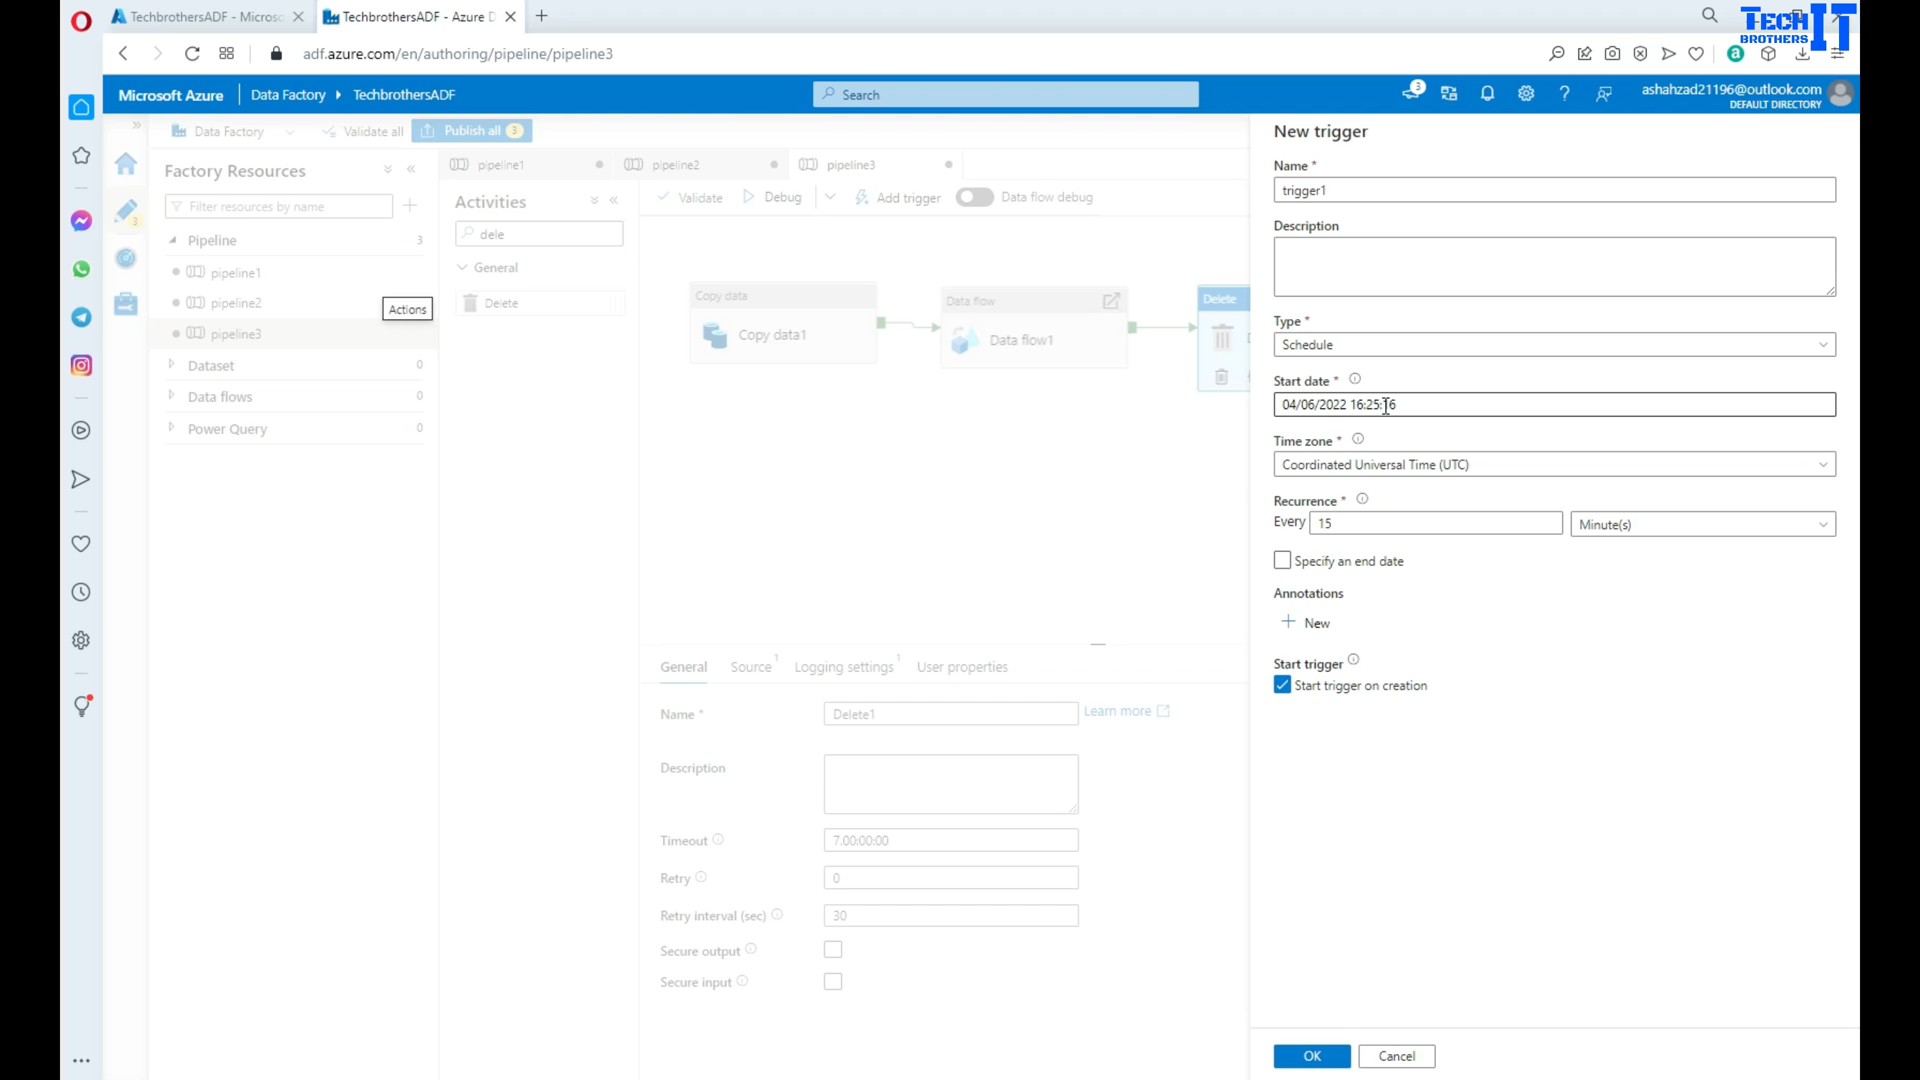 TechbrothersADF - Microso
TechbrothersADF - Azure D
TECH IT
BROTHERS
adf.azure.com/en/authoring/pipeline/pipeline3
Microsoft Azure
Data Factory
TechbrothersADF
Search
3
ashahzad21196@outlook.com
DEFAULT DIRECTORY
Data Factory
Validate all
Publish all 3
Factory Resources
Filter resources by name
Pipeline 3
pipeline1
pipeline2
Actions
pipeline3
Dataset 0
Data flows 0
Power Query 0
3
pipeline1
pipeline2
pipeline3
Activities
dele
General
Delete
Validate
Debug
Add trigger
Data flow debug
Copy data
Copy data1
Data flow
Data flow1
Delete
General
Source 1
Logging settings 1
User properties
Name *
Delete1
Learn more
Description
Timeout
7.00:00:00
Retry
0
Retry interval (sec)
30
Secure output
Secure input
New trigger
Name *
trigger1
Description
Type *
Schedule
Start date *
04/06/2022
Time zone *
Coordinated Universal Time (UTC)
Recurrence *
Every 15 Minute(s)
Specify an end date
Annotations
New
Start trigger
Start trigger on creation
OK
Cancel